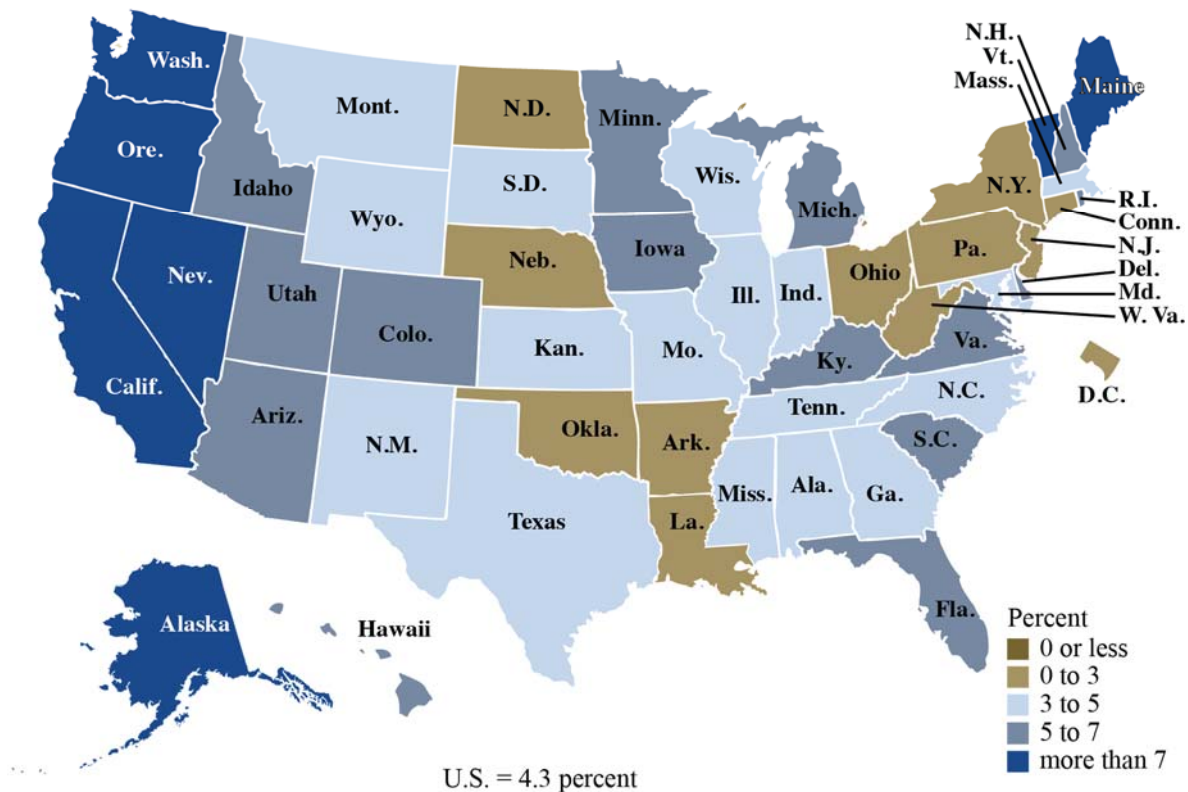 N.H.
Vt.
Mass.
Wash.
Maine
Mont.
N.D.
Minn.
Ore.
Idaho
S.D.
Wis.
N.Y.
Wyo.
Mich.
R.I.
Conn.
N.J.
Del.
Md.
W. Va.
Nev.
Neb.
Iowa
Pa.
Ohio
Utah
Ill.
Ind.
Colo.
Kan.
Mo.
Ky.
Va.
Calif.
D.C.
Ariz.
N.M.
Okla.
Ark.
Tenn.
N.C.
S.C.
Miss.
Ala.
Ga.
Texas
La.
Fla.
Alaska
Hawaii
Percent
0 or less
0 to 3
3 to 5
5 to 7
more than 7
U.S. = 4.3 percent